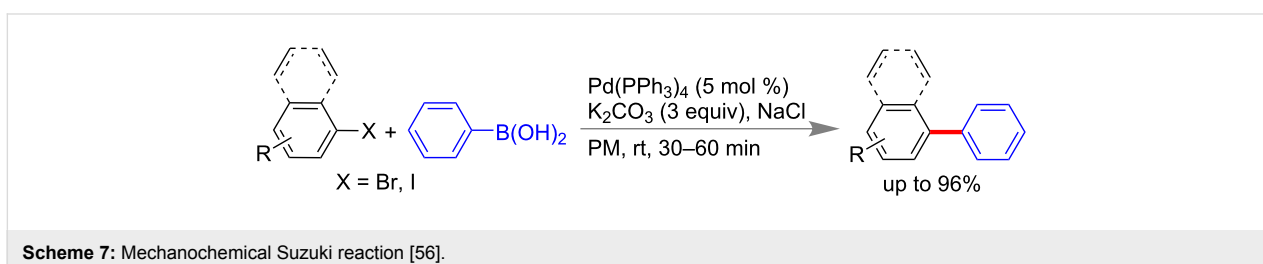 X + B(OH)₂
R
X = Br, I
Pd(PPh₃)₄ (5 mol %)
K₂CO₃ (3 equiv), NaCl
PM, rt, 30–60 min
R
up to 96%
Scheme 7: Mechanochemical Suzuki reaction [56].